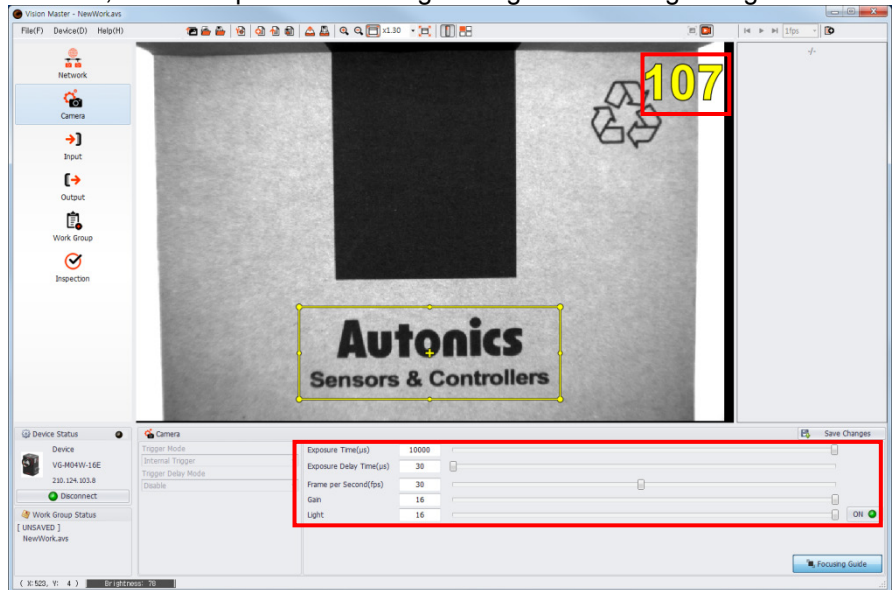 Vision Master - NewWork.avs
File(F) Device(D) Help(H)
x1.30
1fps
Network
Camera
Input
Output
Work Group
Inspection
107
-/-
Autonics
Sensors & Controllers
Device Status
Device
VG-M04W-16E
210.124.103.8
Disconnect
Work Group Status
[ UNSAVED ]
NewWork.avs
Camera
Save Changes
Trigger Mode
Internal Trigger
Trigger Delay Mode
Disable
Exposure Time(µs) 10000
Exposure Delay Time(µs) 30
Frame per Second(fps) 30
Gain 16
Light 16 ON
Focusing Guide
( X:523, Y: 4 ) Brightness: 78